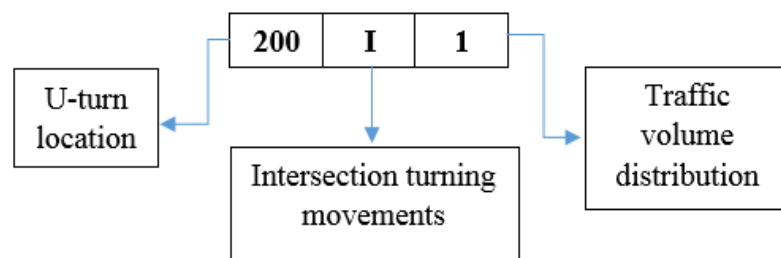 200 I 1
U-turn
location
Intersection turning
movements
Traffic
volume
distribution